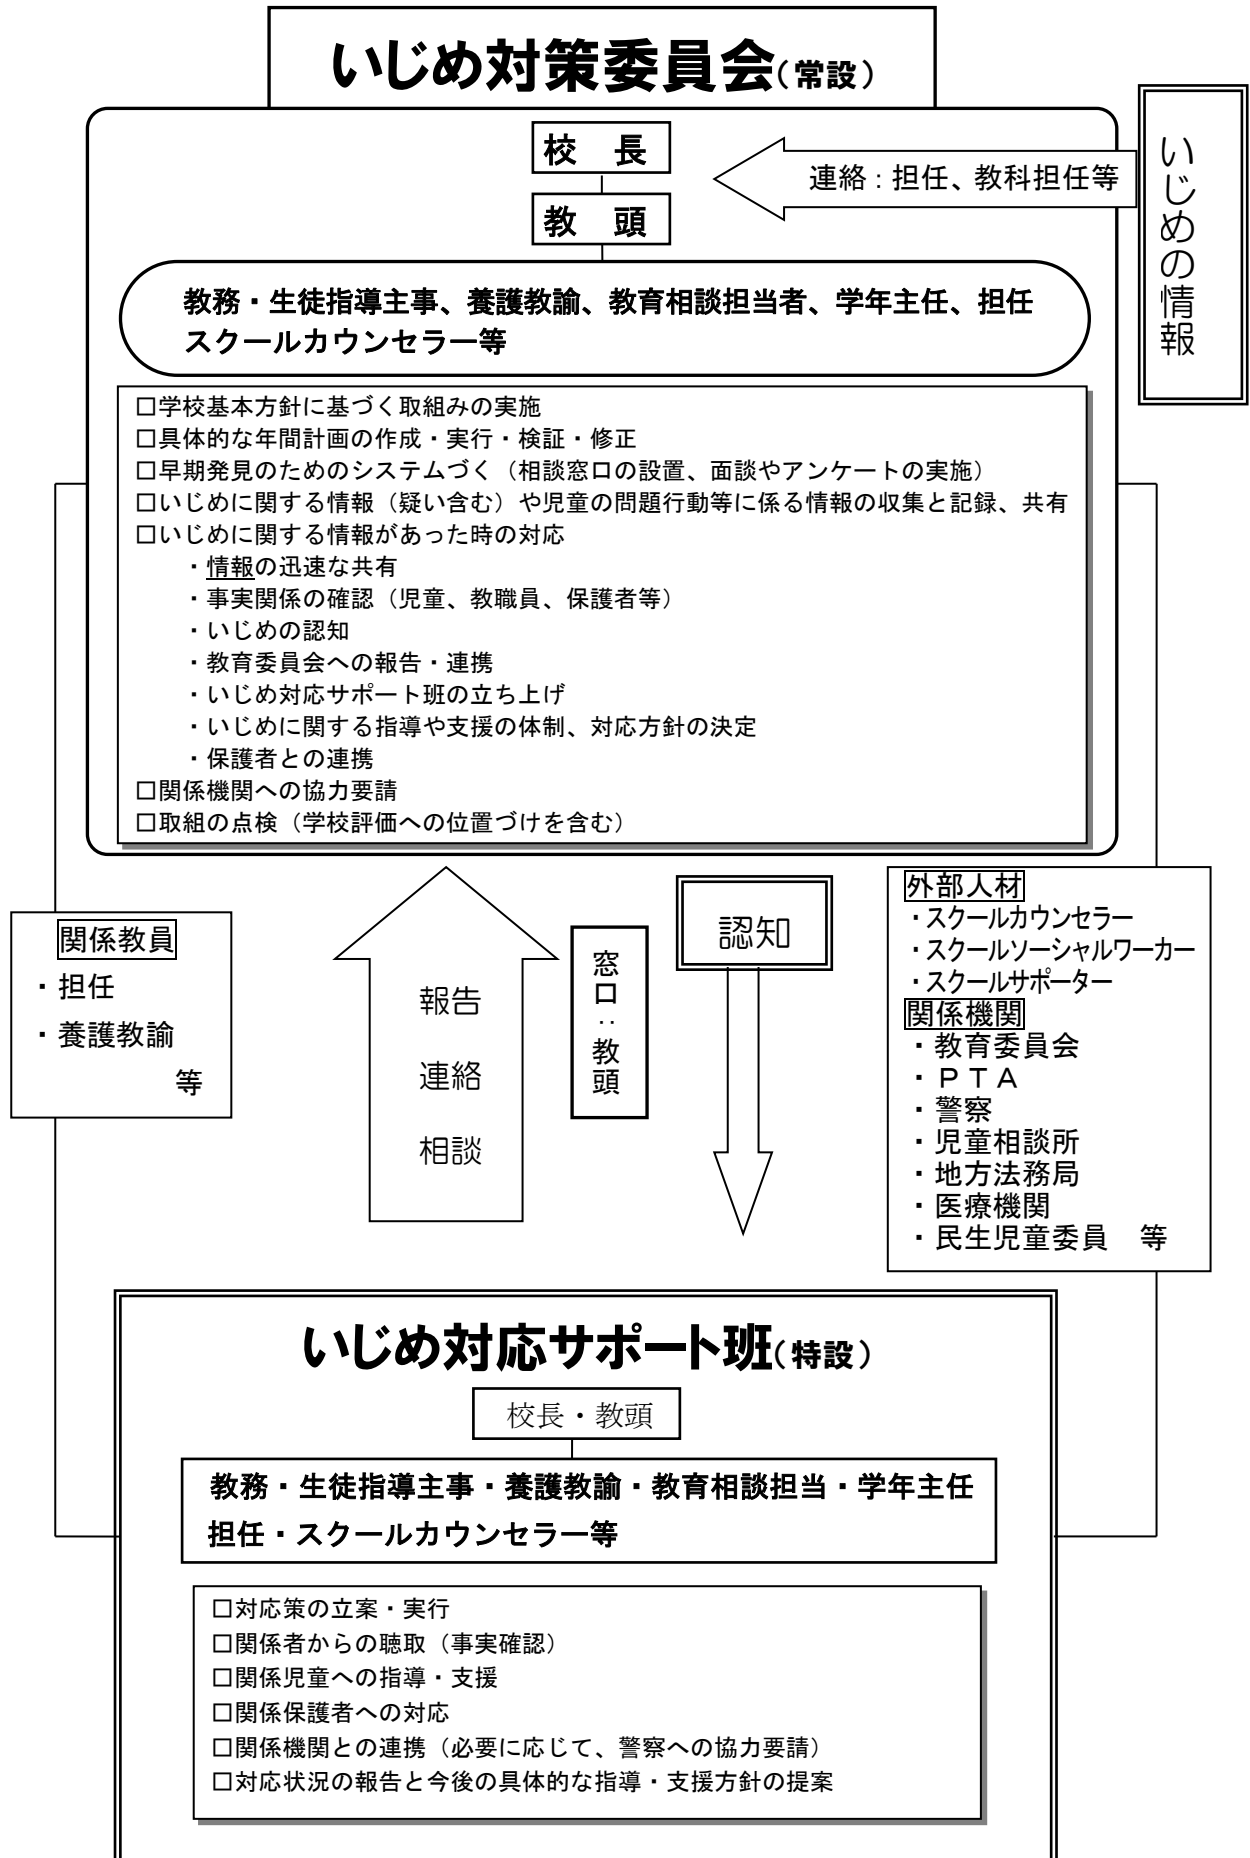 いじめ対策委員会(常設)
校　長
連絡:担任、教科担任等
いじめの情報
教　頭
教務・生徒指導主事、養護教諭、教育相談担当者、学年主任、担任
スクールカウンセラー等
□学校基本方針に基づく取組みの実施
□具体的な年間計画の作成・実行・検証・修正
□早期発見のためのシステムづく（相談窓口の設置、面談やアンケートの実施）
□いじめに関する情報（疑い含む）や児童の問題行動等に係る情報の収集と記録、共有
□いじめに関する情報があった時の対応
・情報の迅速な共有
・事実関係の確認（児童、教職員、保護者等）
・いじめの認知
・教育委員会への報告・連携
・いじめ対応サポート班の立ち上げ
・いじめに関する指導や支援の体制、対応方針の決定
・保護者との連携
□関係機関への協力要請
□取組の点検（学校評価への位置づけを含む）
関係教員
・担任
・養護教諭
等
報告
連絡
相談
窓口:教頭
認知
外部人材
・スクールカウンセラー
・スクールソーシャルワーカー
・スクールサポーター
関係機関
・教育委員会
・ＰＴＡ
・警察
・児童相談所
・地方法務局
・医療機関
・民生児童委員　等
いじめ対応サポート班(特設)
校長・教頭
教務・生徒指導主事・養護教諭・教育相談担当・学年主任
担任・スクールカウンセラー等
□対応策の立案・実行
□関係者からの聴取（事実確認）
□関係児童への指導・支援
□関係保護者への対応
□関係機関との連携（必要に応じて、警察への協力要請）
□対応状況の報告と今後の具体的な指導・支援方針の提案